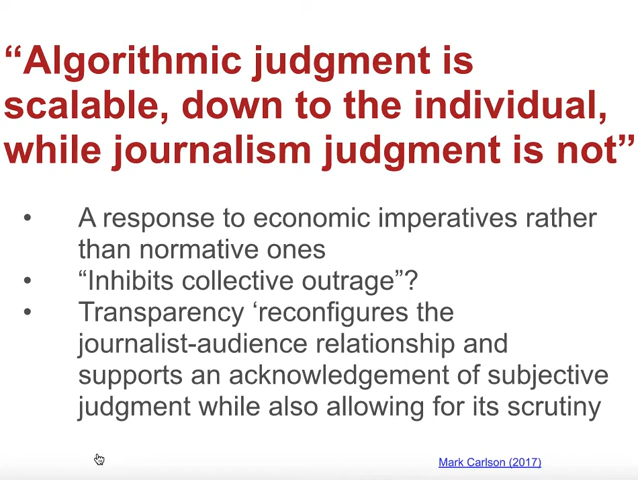 “Algorithmic judgment is
scalable, down to the individual,
while journalism judgment is not”
• A response to economic imperatives rather
than normative ones
• “Inhibits collective outrage”?
• Transparency ‘reconfigures the
journalist-audience relationship and
supports an acknowledgement of subjective
judgment while also allowing for its scrutiny
Mark Carlson (2017)